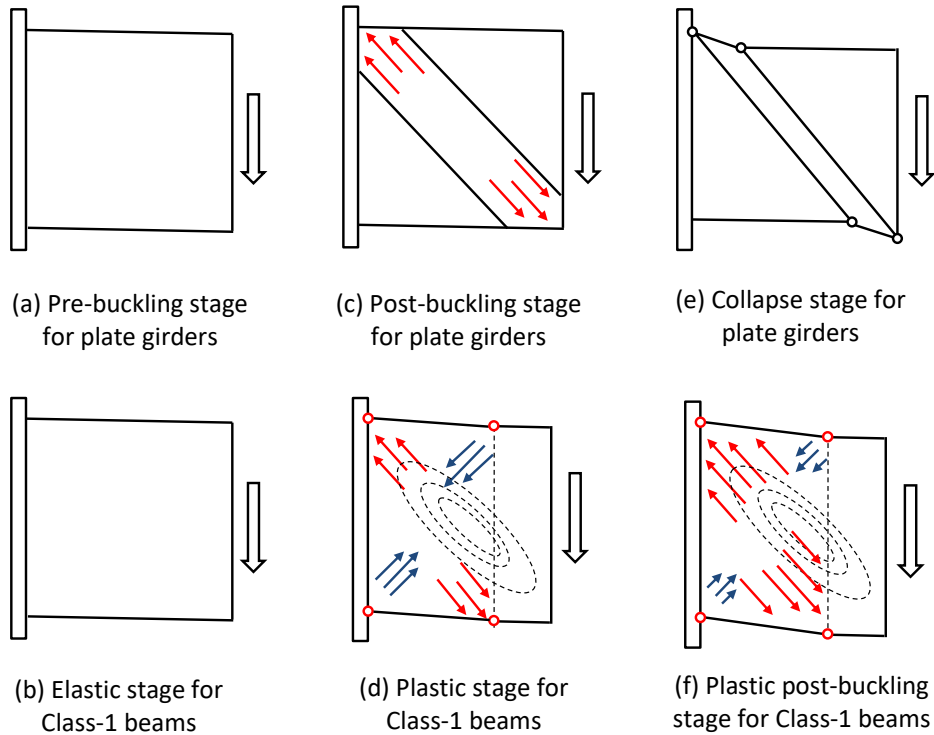 (a) Pre-buckling stage
for plate girders
(c) Post-buckling stage
for plate girders
(e) Collapse stage for
plate girders
(b) Elastic stage for
Class-1 beams
(d) Plastic stage for
Class-1 beams
(f) Plastic post-buckling
stage for Class-1 beams